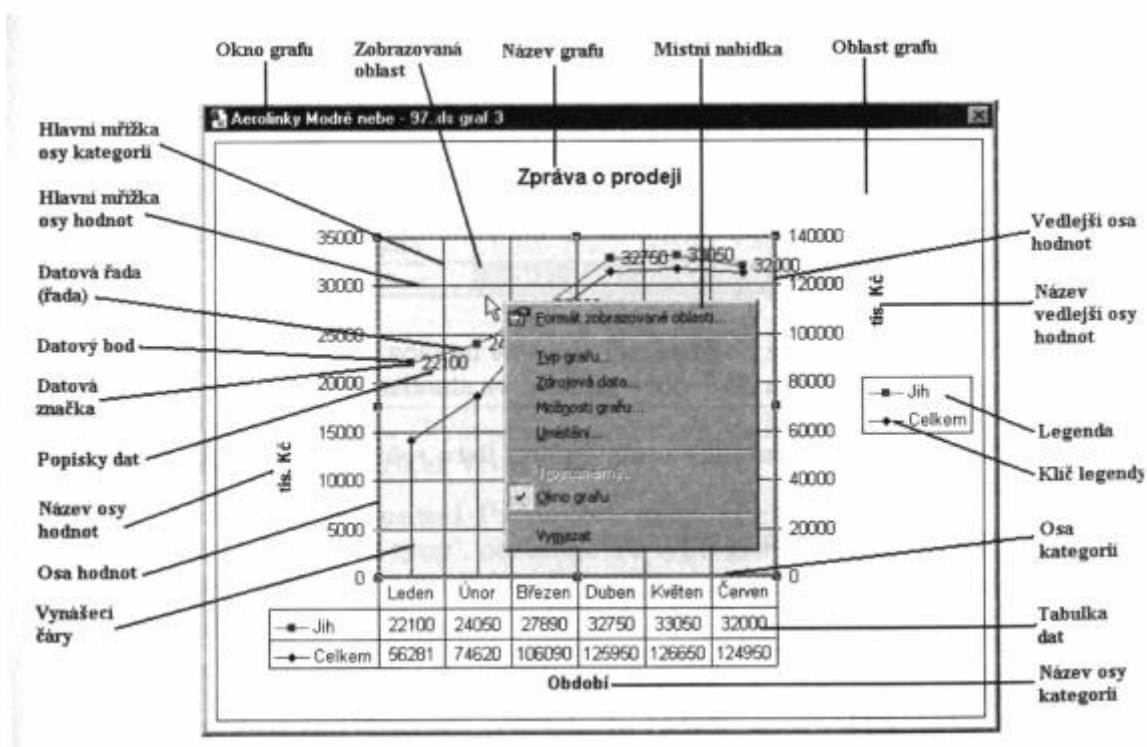 Okno grafu
Zobrazovaná
oblast
Název grafu
Místní nabídka
Oblast grafu
Aerolinky Modré nebe - 97.ds graf 3
Hlavní mřížka
osy kategorií
Hlavní mřížka
osy hodnot
Datová řada
(řada)
Datový bod
Datová
značka
Popisky dat
Název osy
hodnot
Osa hodnot
Vynášecí
čáry
Zpráva o prodeji
35000
30000
25000
20000
15000
10000
5000
0
tis. Kč
22100
24
32750
33050
32000
Formát zobrazované oblasti...
Typ grafu...
Zdrojová data...
Možnosti grafu...
Umístění...
Okno grafu
Vymazat
140000
120000
100000
80000
60000
40000
20000
0
tis. Kč
Jih
Celkem
Vedlejší osa
hodnot
Název
vedlejší osy
hodnot
Legenda
Klíč legendy
Osa
kategorií
Tabulka
dat
Název osy
kategorií
Leden Únor Březen Duben Květen Červen
Jih 22100 24050 27890 32750 33050 32000
Celkem 56281 74620 106090 125950 126650 124950
Období